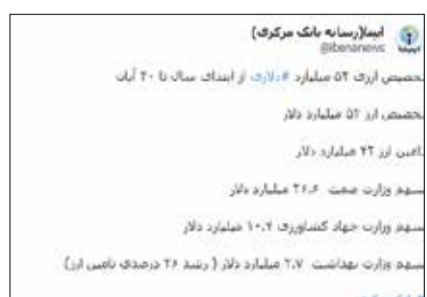 ایبنا(رسانه بانک مرکزی)
@ibenanews
تخصیص ارزی ۵۲ میلیارد #دلاری از ابتدای سال تا ۲۰ آبان
تخصیص ارز ۵۲ میلیارد دلار
تامین ارز ۴۲ میلیارد دلار
سهم وزارت صمت ۲۶.۶ میلیارد دلار
سهم وزارت جهاد کشاورزی ۱۰.۴ میلیارد دلار
سهم وزارت بهداشت ۲.۷ میلیارد دلار ( رشد ۲۶ درصدی تامین ارز)